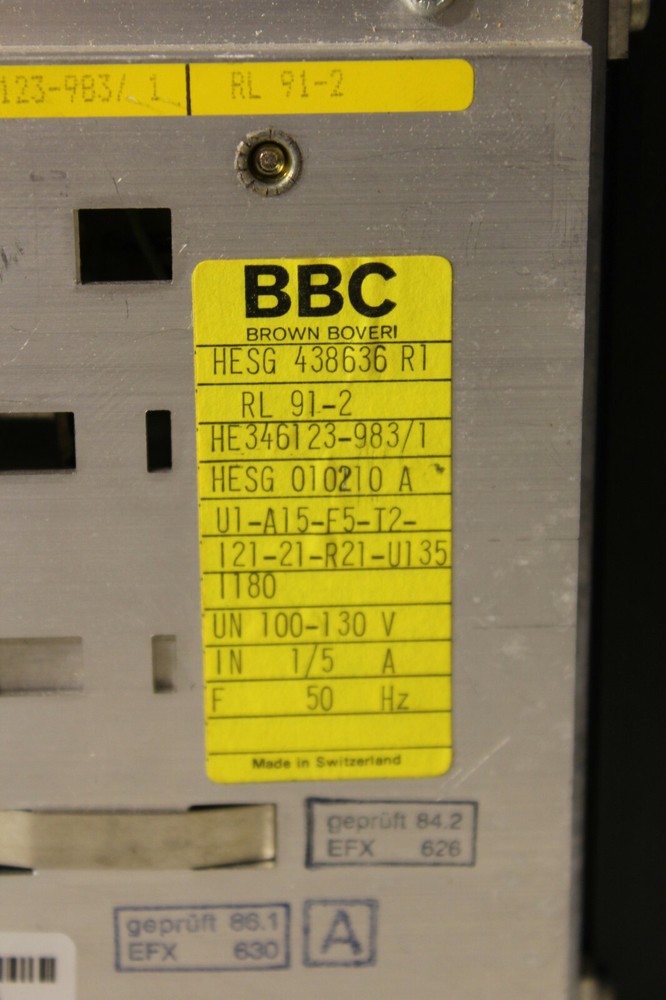 123-983/ 1 RL 91-2
BBC
BROWN BOVERI
HESG 438636 R1
RL 91-2
HE346123-983/1
HESG 010210 A
U1-A15-F5-T2-
I21-21-R21-U135
I180
UN 100-130 V
IN 1/5 A
F 50 Hz
Made in Switzerland
geprüft 84.2
EFX 626
geprüft 86.1
EFX 630
A